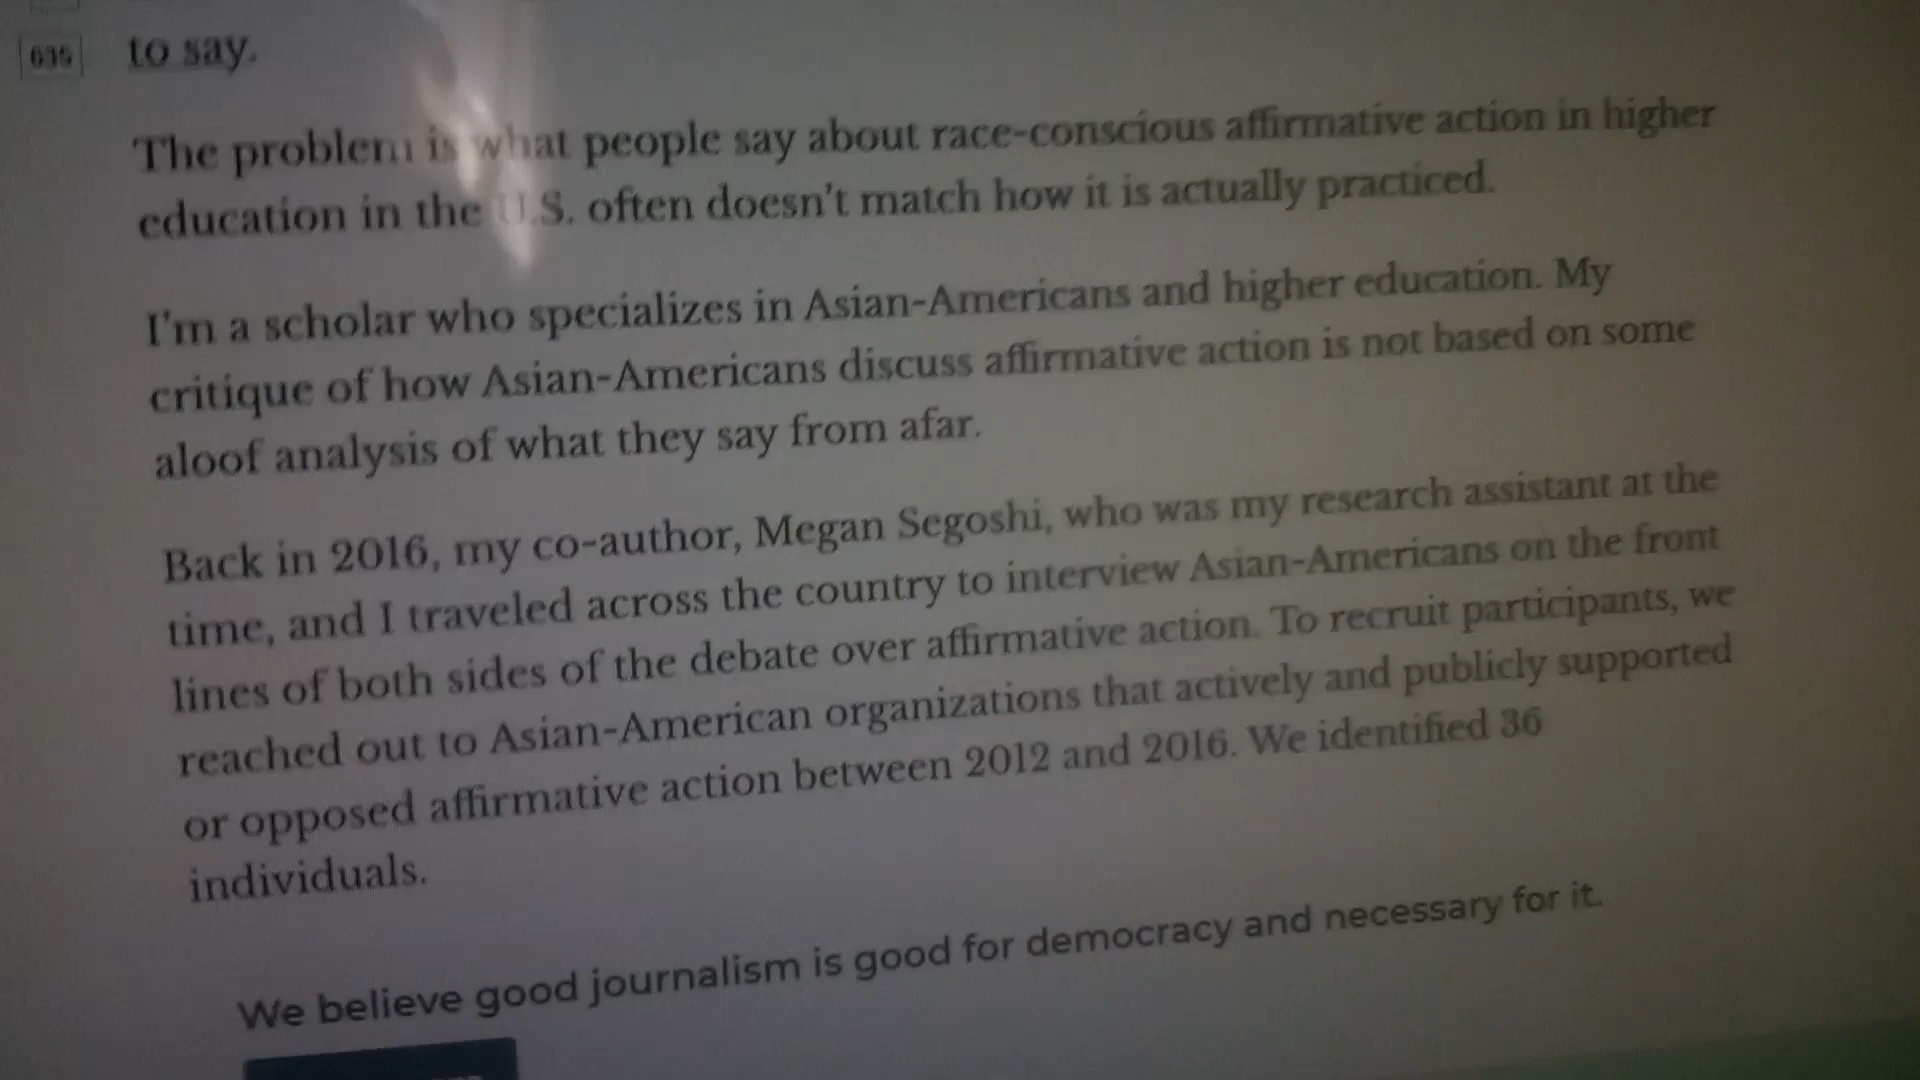 to say.
The problem is what people say about race-conscious affirmative action in higher
education in the U.S. often doesn't match how it is actually practiced.
I'm a scholar who specializes in Asian-Americans and higher education. My
critique of how Asian-Americans discuss affirmative action is not based on some
aloof analysis of what they say from afar.
Back in 2016, my co-author, Megan Segoshi, who was my research assistant at the
time, and I traveled across the country to interview Asian-Americans on the front
lines of both sides of the debate over affirmative action. To recruit participants, we
reached out to Asian-American organizations that actively and publicly supported
or opposed affirmative action between 2012 and 2016. We identified 36
individuals.
We believe good journalism is good for democracy and necessary for it.